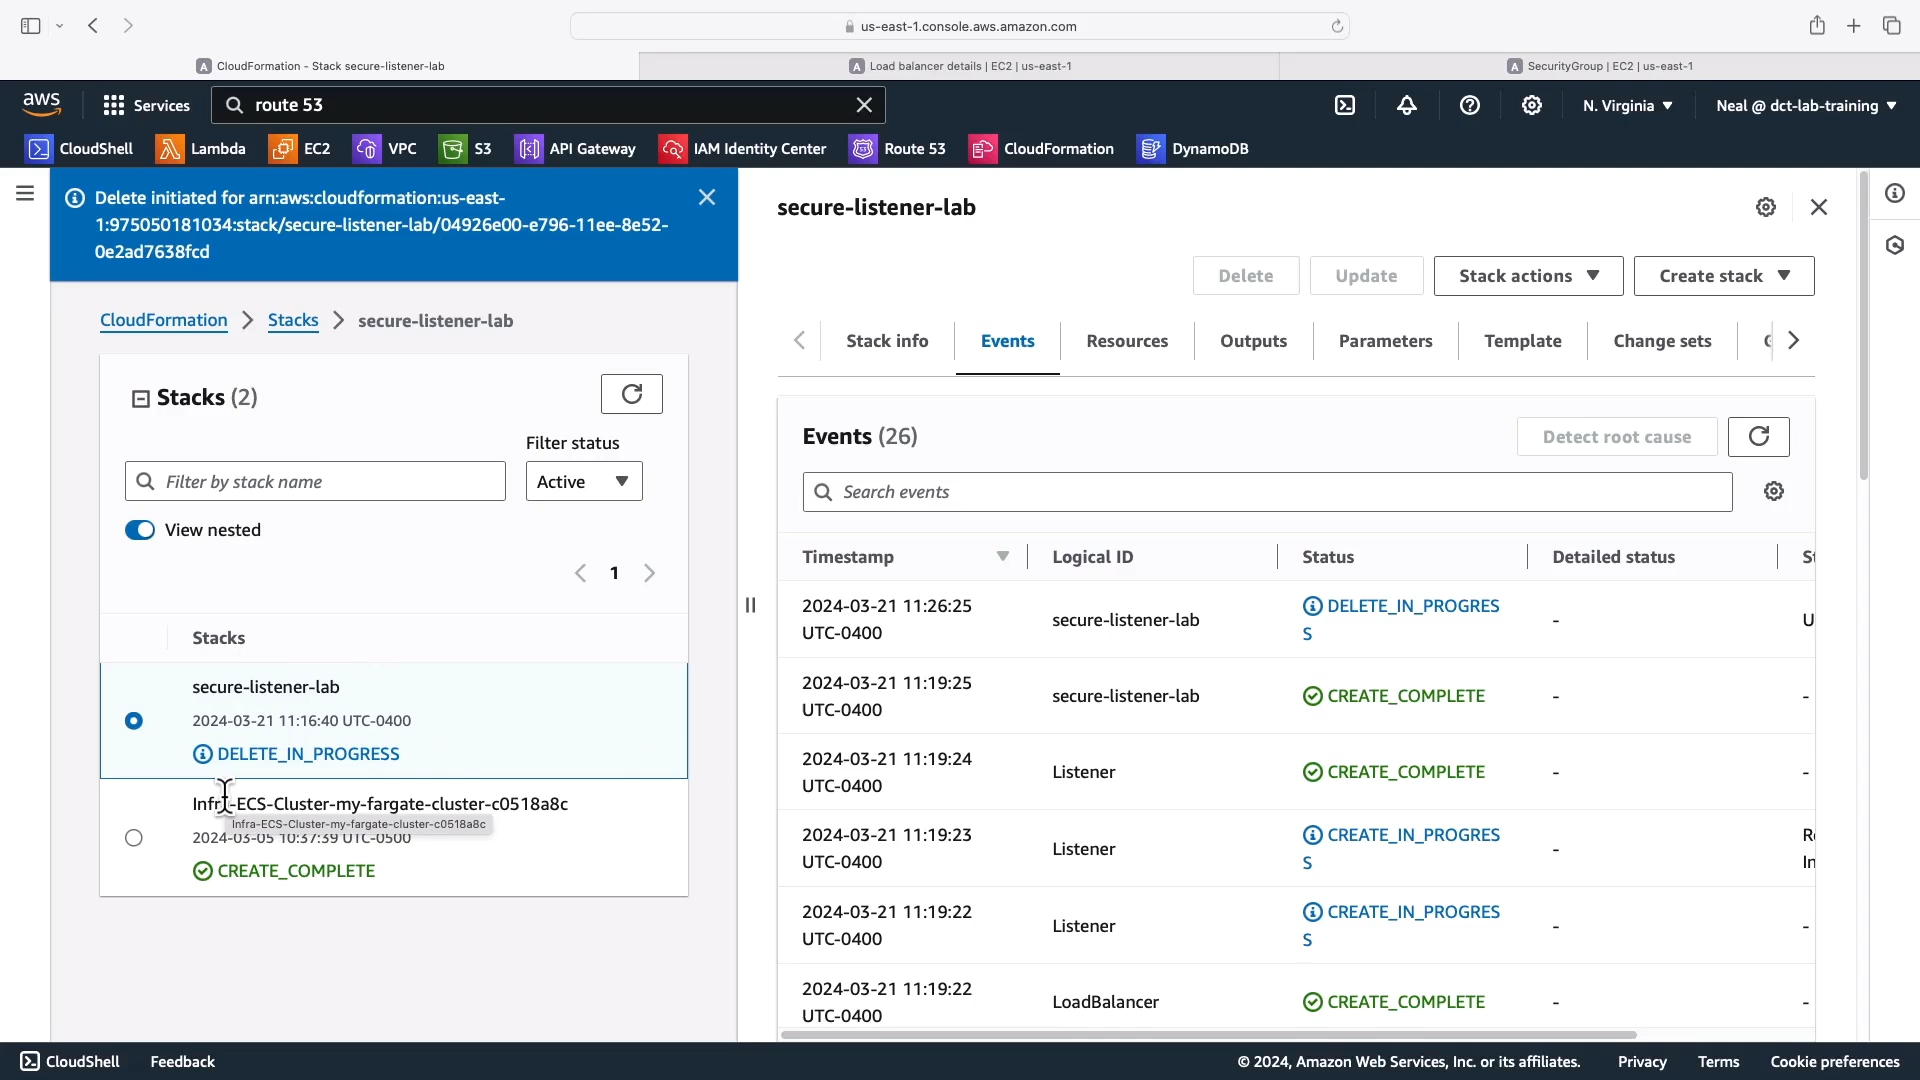 us-east-1.console.aws.amazon.com
CloudFormation - Stack secure-listener-lab
Load balancer details | EC2 | us-east-1
SecurityGroup | EC2 | us-east-1
aws
Services
route 53
N. Virginia
Neal @ dct-lab-training
CloudShell
Lambda
EC2
VPC
S3
API Gateway
IAM Identity Center
Route 53
CloudFormation
DynamoDB
Delete initiated for arn:aws:cloudformation:us-east-
1:975050181034:stack/secure-listener-lab/04926e00-e796-11ee-8e52-
0e2ad7638fcd
CloudFormation
Stacks
secure-listener-lab
Stacks (2)
Filter status
Filter by stack name
Active
View nested
1
Stacks
secure-listener-lab
2024-03-21 11:16:40 UTC-0400
DELETE_IN_PROGRESS
Infra-ECS-Cluster-my-fargate-cluster-c0518a8c
Infra-ECS-Cluster-my-fargate-cluster-c0518a8c
2024-03-05 10:37:39 UTC-0500
CREATE_COMPLETE
secure-listener-lab
Delete
Update
Stack actions
Create stack
Stack info
Events
Resources
Outputs
Parameters
Template
Change sets
Events (26)
Detect root cause
Search events
Timestamp
Logical ID
Status
Detailed status
St
2024-03-21 11:26:25
UTC-0400
secure-listener-lab
DELETE_IN_PROGRES
S
-
U
2024-03-21 11:19:25
UTC-0400
secure-listener-lab
CREATE_COMPLETE
-
-
2024-03-21 11:19:24
UTC-0400
Listener
CREATE_COMPLETE
-
-
2024-03-21 11:19:23
UTC-0400
Listener
CREATE_IN_PROGRES
S
-
Re
In
2024-03-21 11:19:22
UTC-0400
Listener
CREATE_IN_PROGRES
S
-
-
2024-03-21 11:19:22
UTC-0400
LoadBalancer
CREATE_COMPLETE
-
-
CloudShell
Feedback
© 2024, Amazon Web Services, Inc. or its affiliates.
Privacy
Terms
Cookie preferences